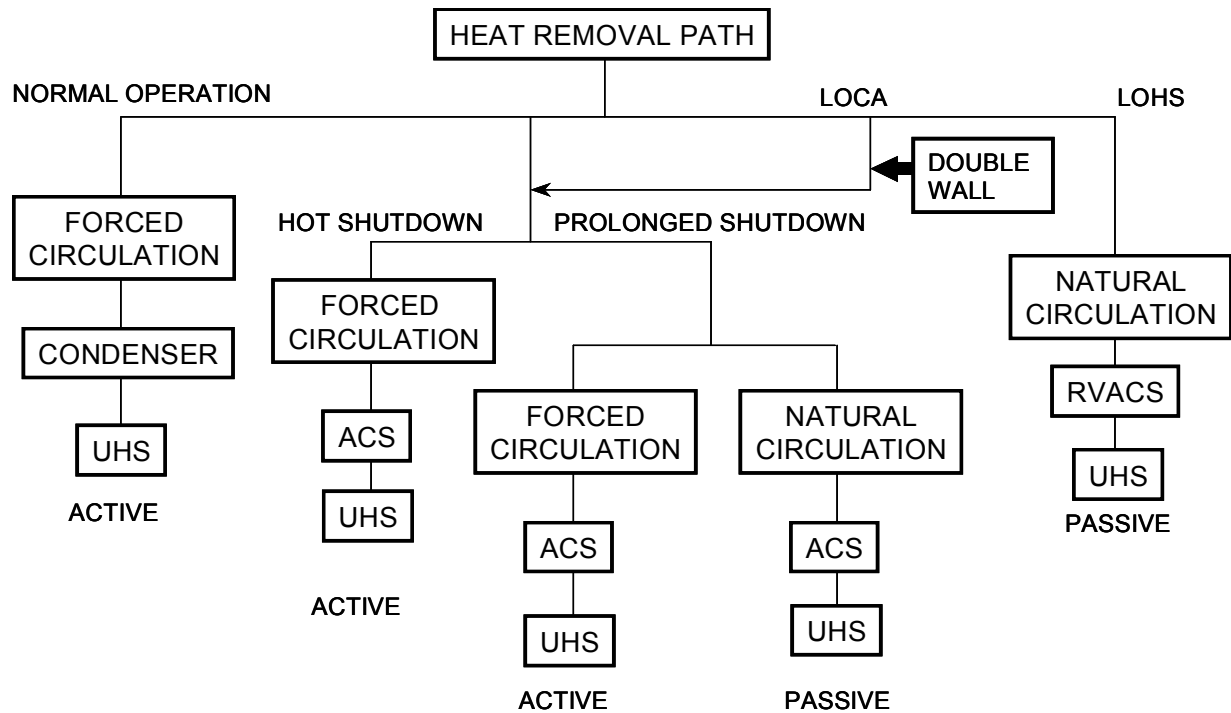 HEAT REMOVAL PATH
NORMAL OPERATION
LOCA
LOHS
DOUBLE
WALL
FORCED
CIRCULATION
HOT SHUTDOWN
PROLONGED SHUTDOWN
CONDENSER
UHS
ACTIVE
FORCED
CIRCULATION
ACS
UHS
ACTIVE
FORCED
CIRCULATION
ACS
UHS
ACTIVE
NATURAL
CIRCULATION
ACS
UHS
PASSIVE
NATURAL
CIRCULATION
RVACS
UHS
PASSIVE